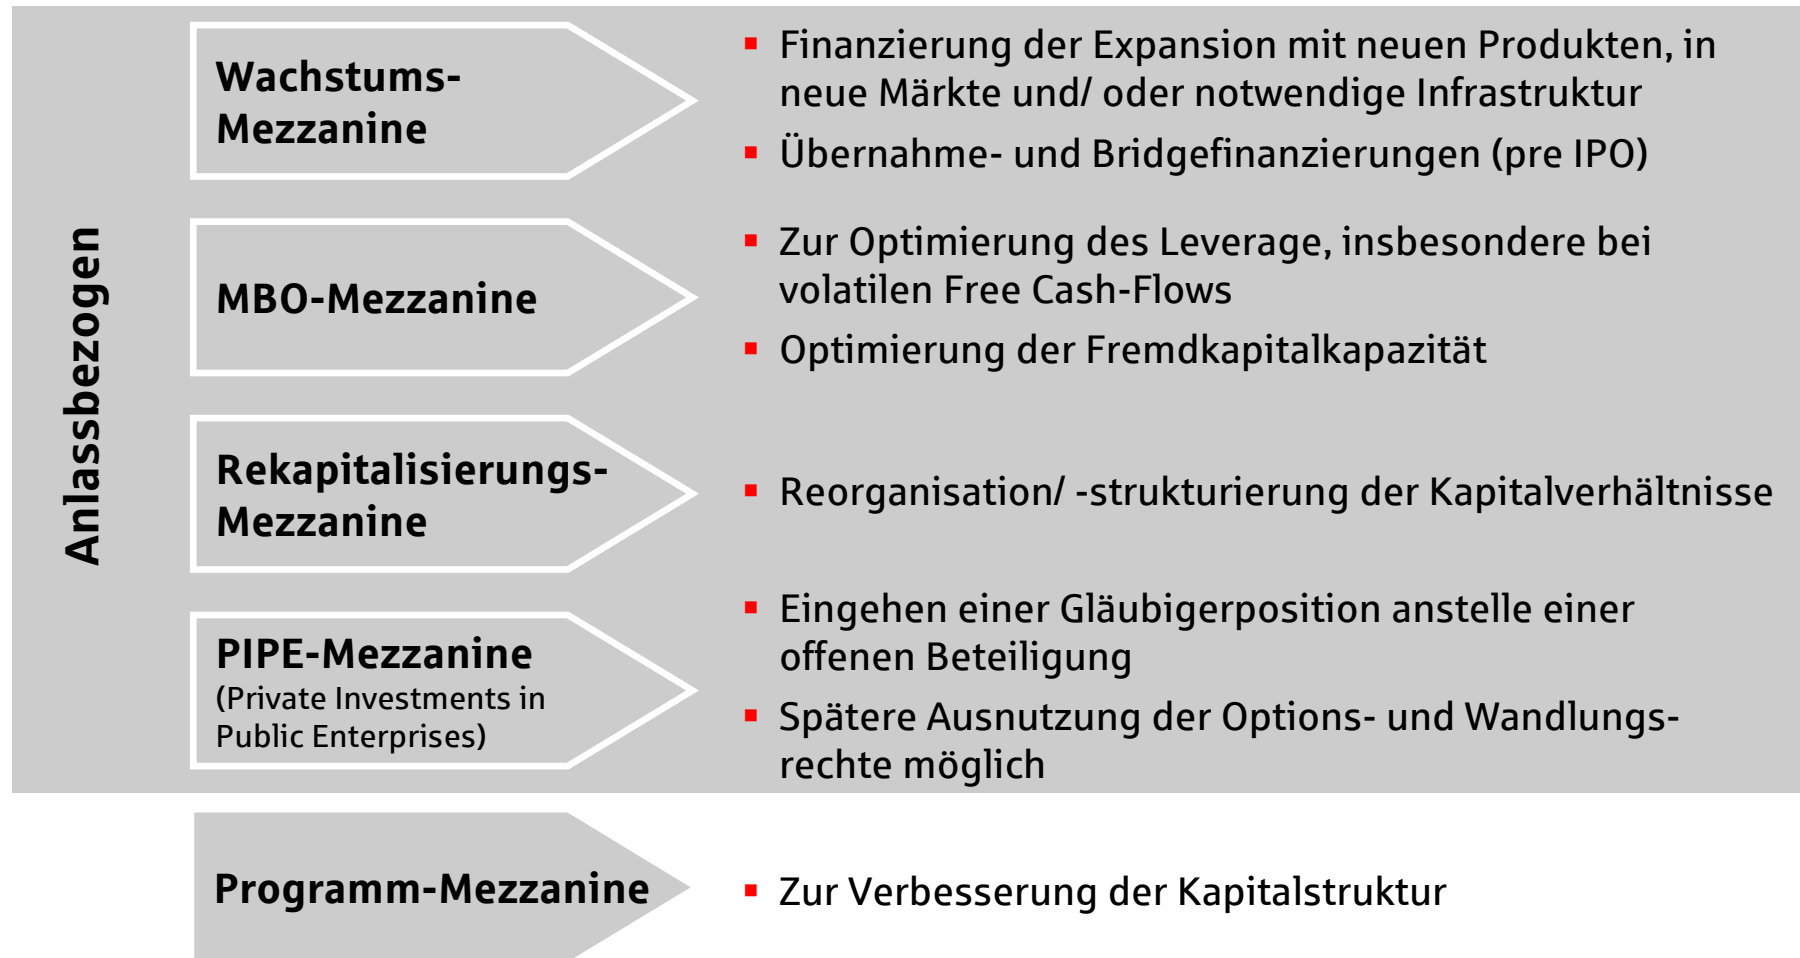 Anlassbezogen
Wachstums-
Mezzanine
▪ Finanzierung der Expansion mit neuen Produkten, in
neue Märkte und/ oder notwendige Infrastruktur
▪ Übernahme- und Bridgefinanzierungen (pre IPO)
MBO-Mezzanine
▪ Zur Optimierung des Leverage, insbesondere bei
volatilen Free Cash-Flows
▪ Optimierung der Fremdkapitalkapazität
Rekapitalisierungs-
Mezzanine
▪ Reorganisation/ -strukturierung der Kapitalverhältnisse
PIPE-Mezzanine
(Private Investments in
Public Enterprises)
▪ Eingehen einer Gläubigerposition anstelle einer
offenen Beteiligung
▪ Spätere Ausnutzung der Options- und Wandlungs-
rechte möglich
Programm-Mezzanine
▪ Zur Verbesserung der Kapitalstruktur